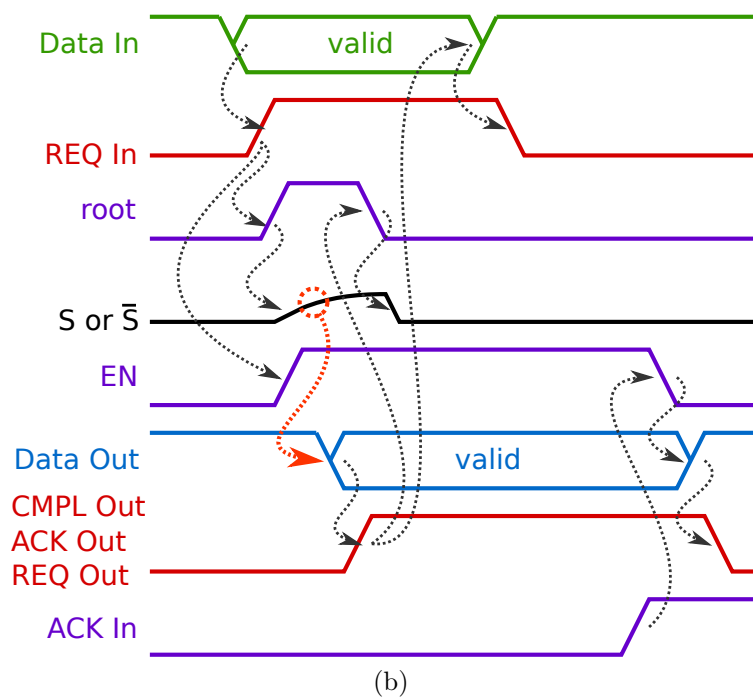 Data In
valid
REQ In
root
S or S̅
EN
Data Out
valid
CMPL Out
ACK Out
REQ Out
ACK In
(b)